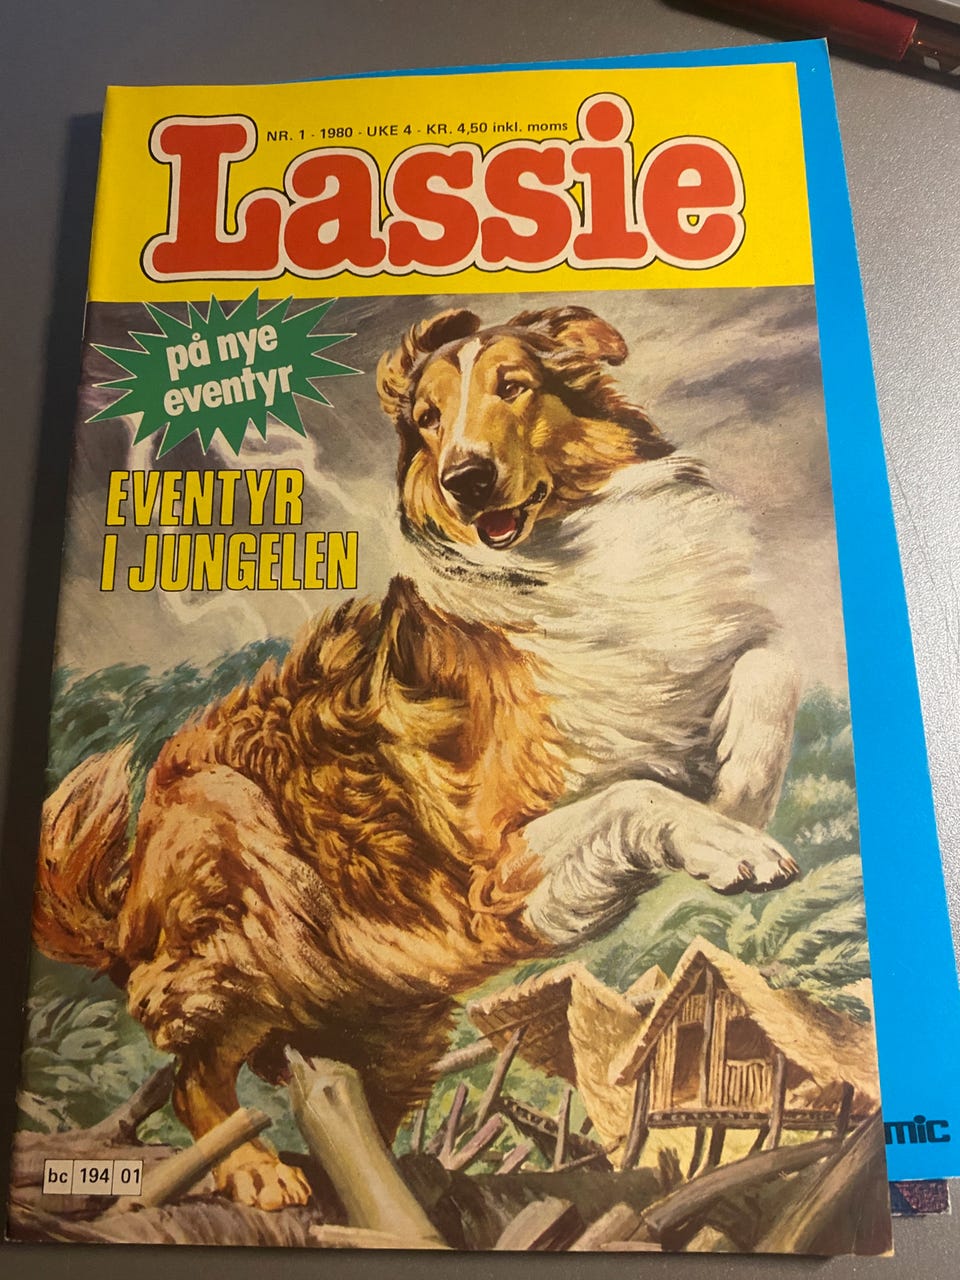 NR. 1 - 1980 - UKE 4 - KR. 4,50 inkl. moms
Lassie
på nye
eventyr
EVENTYR
I JUNGELEN
bc 194 01
mic